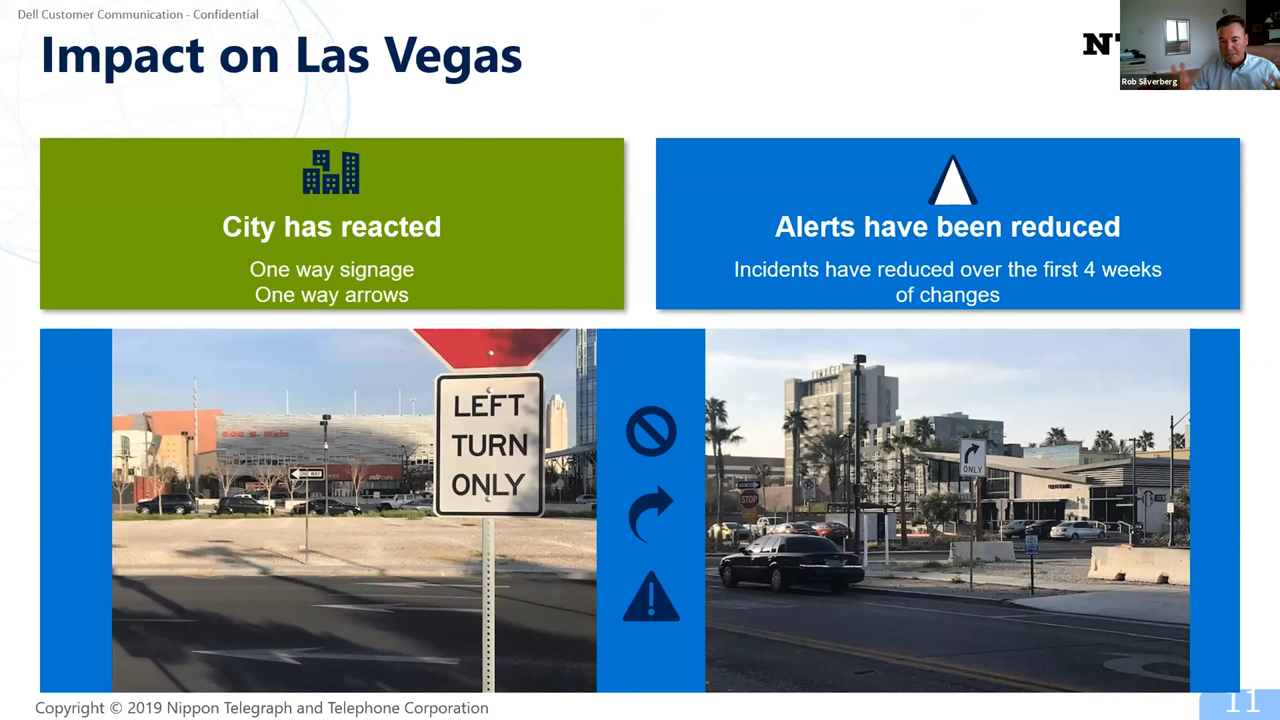 Dell Customer Communication - Confidential
Impact on Las Vegas
Rob Silverberg
City has reacted
One way signage
One way arrows
Alerts have been reduced
Incidents have reduced over the first 4 weeks
of changes
LEFT
TURN
ONLY
ONE WAY
STOP
ONLY
Copyright © 2019 Nippon Telegraph and Telephone Corporation
11